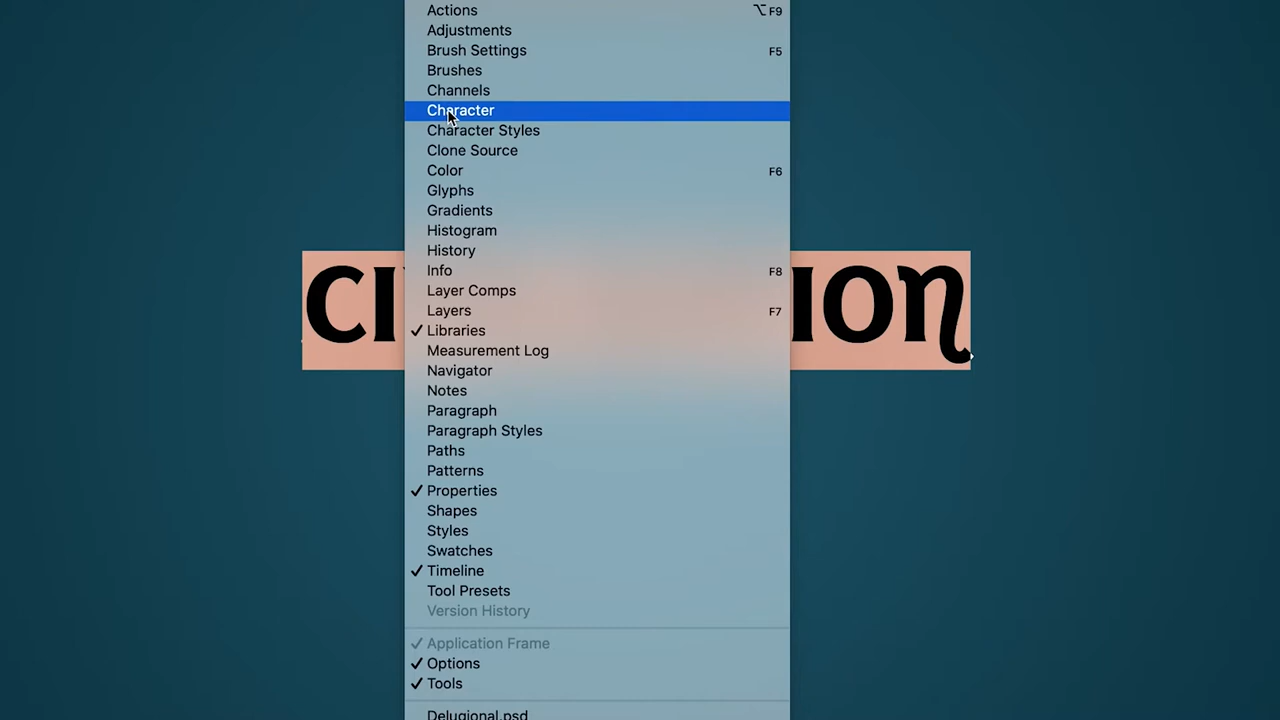 Actions ⌥F9
Adjustments
Brush Settings F5
Brushes
Channels
Character
Character Styles
Clone Source
Color F6
Glyphs
Gradients
Histogram
History
Info F8
Layer Comps
Layers F7
✓ Libraries
Measurement Log
Navigator
Notes
Paragraph
Paragraph Styles
Paths
Patterns
✓ Properties
Shapes
Styles
Swatches
✓ Timeline
Tool Presets
Version History
✓ Application Frame
✓ Options
✓ Tools
Delugional.psd